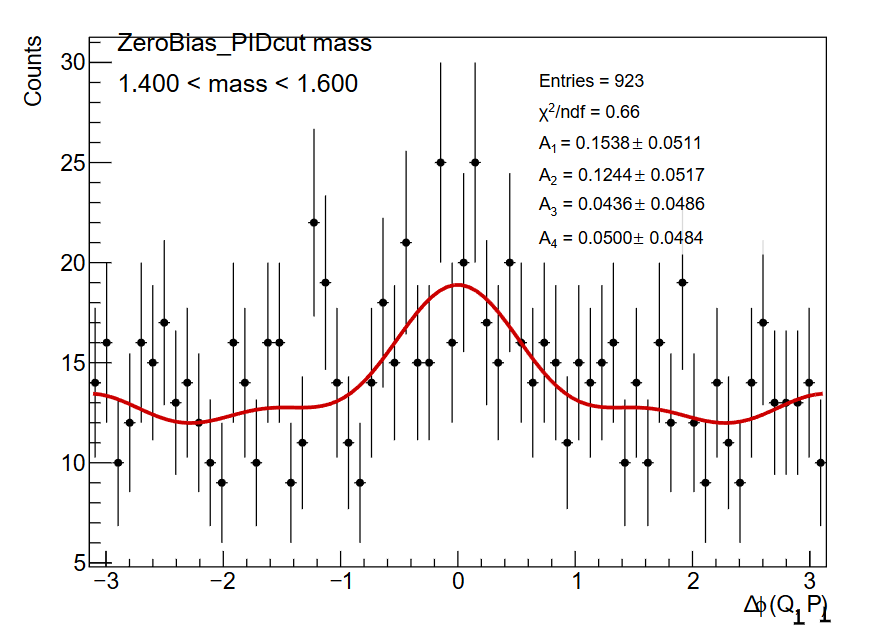 ZeroBias_PIDcut mass
1.400 < mass < 1.600
Entries = 923
χ²/ndf = 0.66
A₁ = 0.1538± 0.0511
A₂ = 0.1244± 0.0517
A₃ = 0.0436± 0.0486
A₄ = 0.0500± 0.0484
Counts
30
25
20
15
10
5
−3 −2 −1 0 1 2 3
Δϕ (Q₁, P₁)